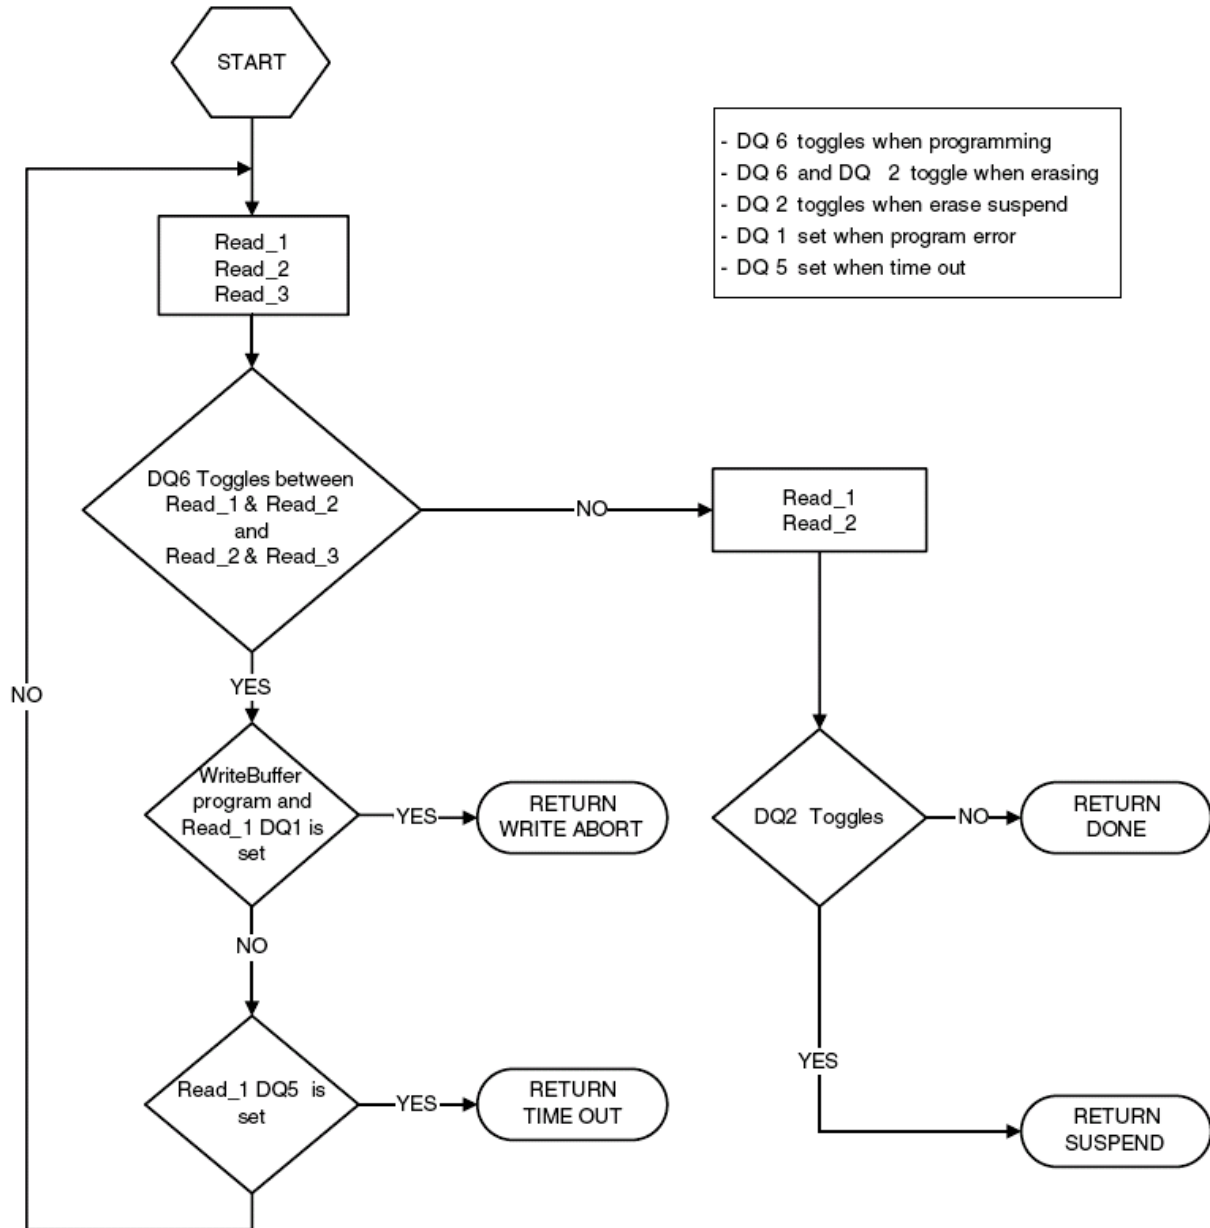 START
- DQ 6 toggles when programming
- DQ 6 and DQ 2 toggle when erasing
- DQ 2 toggles when erase suspend
- DQ 1 set when program error
- DQ 5 set when time out
Read_1
Read_2
Read_3
DQ6 Toggles between
Read_1 & Read_2
and
Read_2 & Read_3
NO
Read_1
Read_2
YES
NO
WriteBuffer
program and
Read_1 DQ1 is
set
YES
RETURN
WRITE ABORT
DQ2 Toggles
NO
RETURN
DONE
NO
YES
Read_1 DQ5 is
set
YES
RETURN
TIME OUT
RETURN
SUSPEND